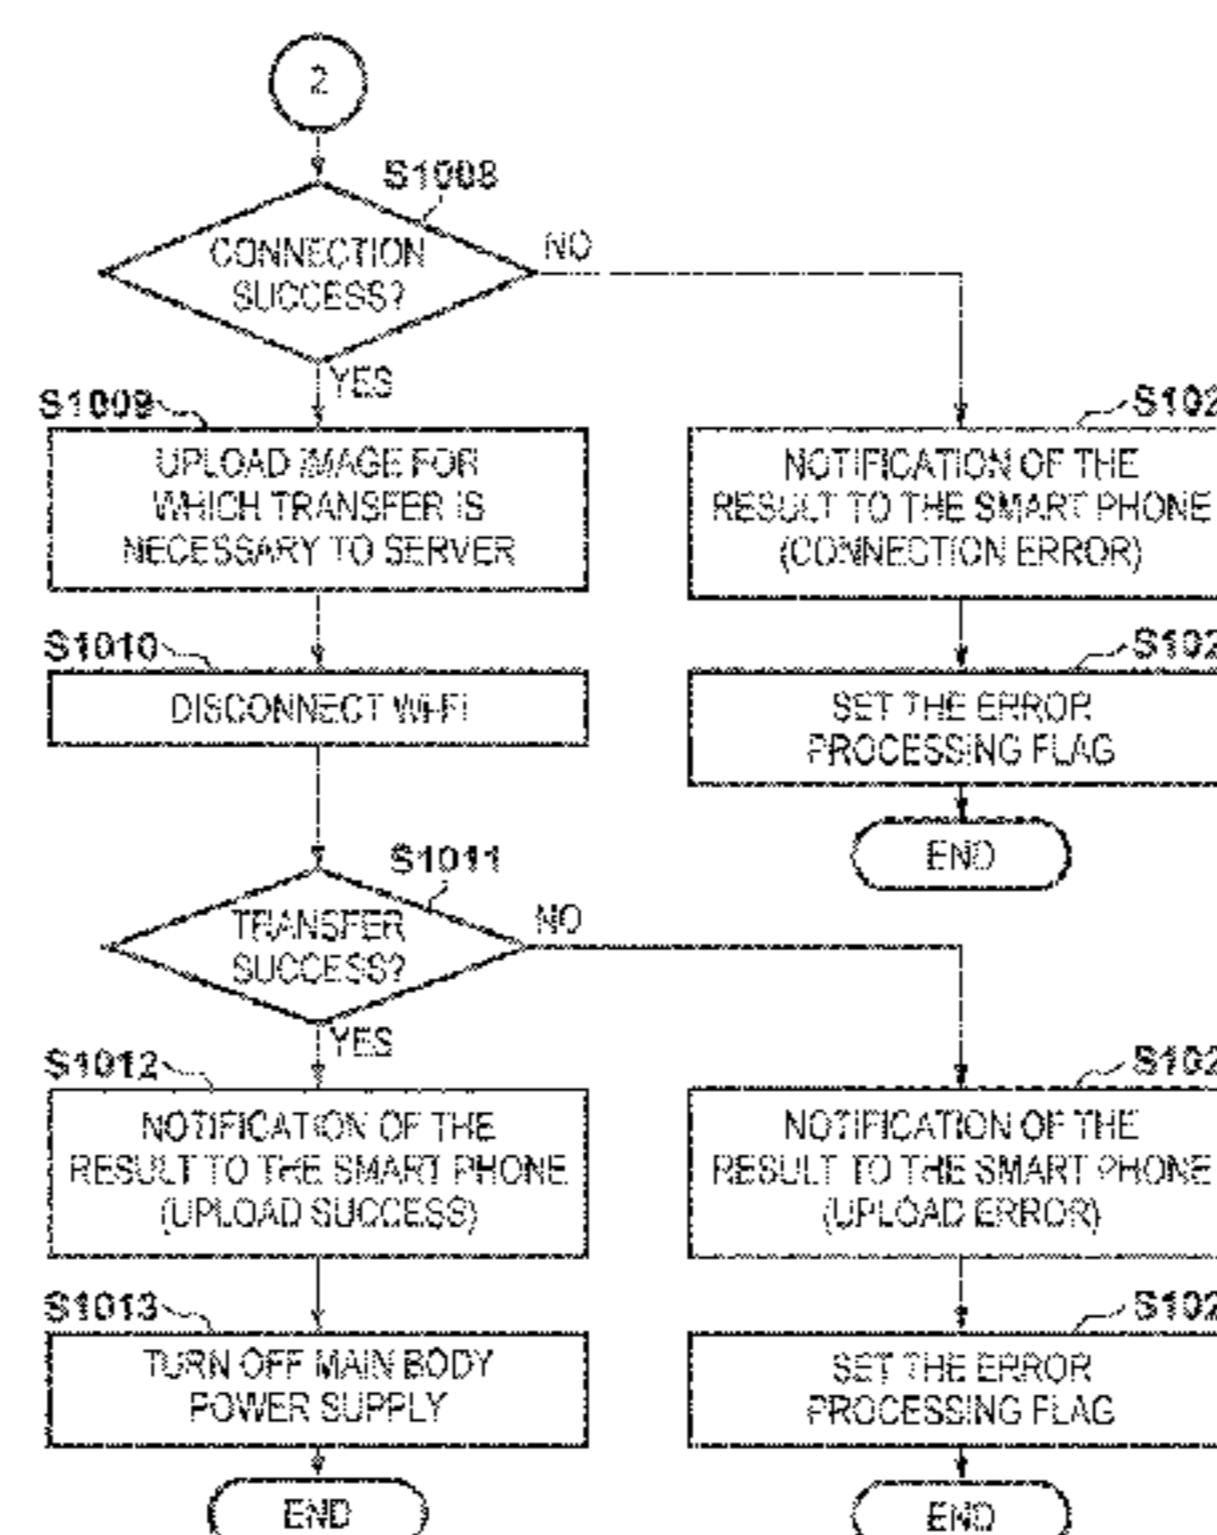 2
S1008
CONNECTION
SUCCESS?
NO
YES
S1009
UPLOAD IMAGE FOR
WHICH TRANSFER IS
NECESSARY TO SERVER
S102
NOTIFICATION OF THE
RESULT TO THE SMART PHONE
(CONNECTION ERROR)
S1010
DISCONNECT WI-FI
S102
SET THE ERROR
PROCESSING FLAG
END
S1011
TRANSFER
SUCCESS?
NO
YES
S1012
NOTIFICATION OF THE
RESULT TO THE SMART PHONE
(UPLOAD SUCCESS)
S102
NOTIFICATION OF THE
RESULT TO THE SMART PHONE
(UPLOAD ERROR)
S1013
TURN OFF MAIN BODY
POWER SUPPLY
END
S102
SET THE ERROR
PROCESSING FLAG
END